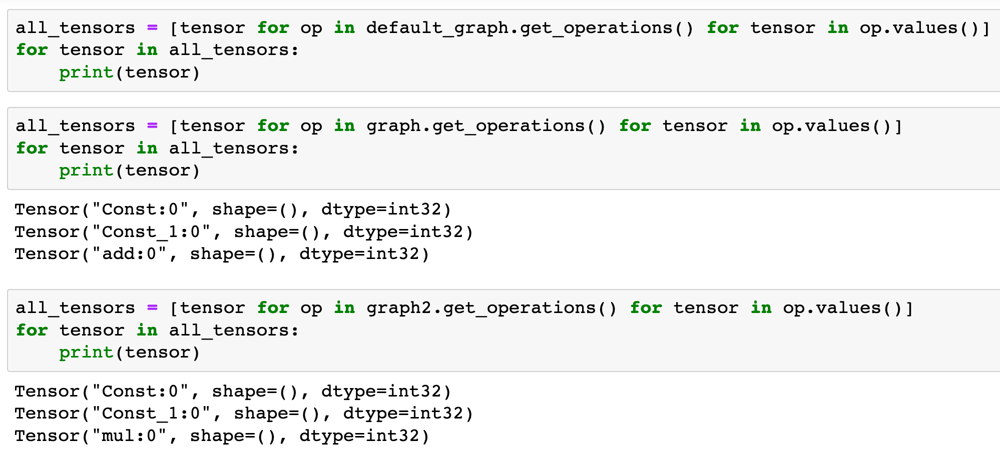 all_tensors = [tensor for op in default_graph.get_operations() for tensor in op.values()]
for tensor in all_tensors:
    print(tensor)
all_tensors = [tensor for op in graph.get_operations() for tensor in op.values()]
for tensor in all_tensors:
    print(tensor)
Tensor("Const:0", shape=(), dtype=int32)
Tensor("Const_1:0", shape=(), dtype=int32)
Tensor("add:0", shape=(), dtype=int32)
all_tensors = [tensor for op in graph2.get_operations() for tensor in op.values()]
for tensor in all_tensors:
    print(tensor)
Tensor("Const:0", shape=(), dtype=int32)
Tensor("Const_1:0", shape=(), dtype=int32)
Tensor("mul:0", shape=(), dtype=int32)